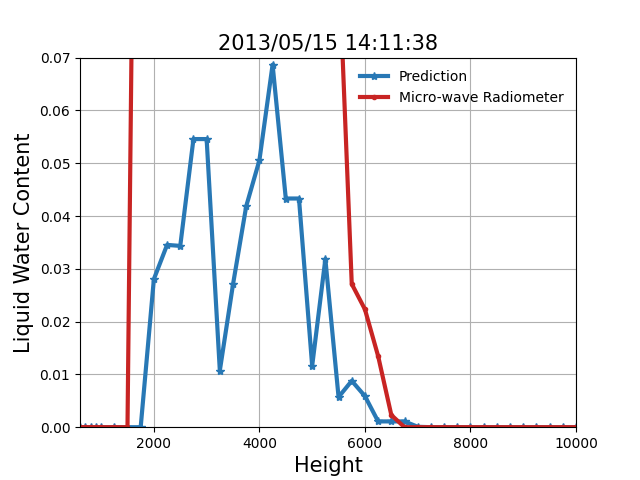 2013/05/15 14:11:38
Prediction
Micro-wave Radiometer
Liquid Water Content
0.07
0.06
0.05
0.04
0.03
0.02
0.01
0.00
2000 4000 6000 8000 10000
Height